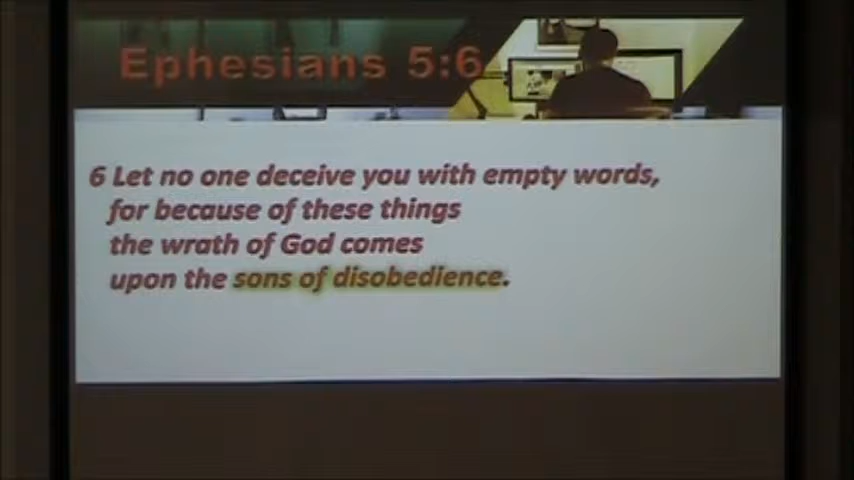 Ephesians 5:6
6 Let no one deceive you with empty words,
for because of these things
the wrath of God comes
upon the sons of disobedience.